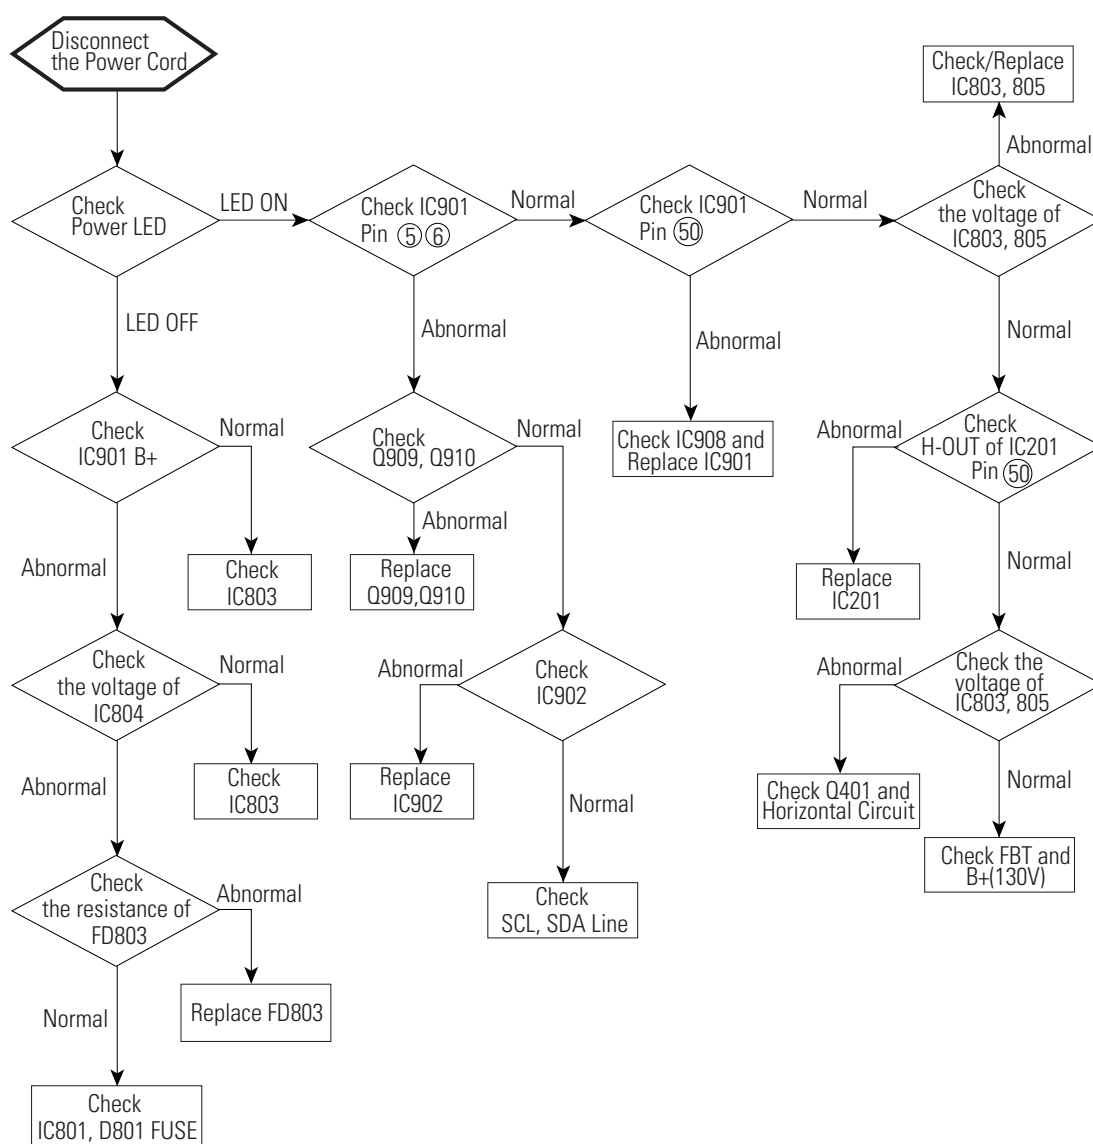 Disconnect
the Power Cord
Check/Replace
IC803, 805
Abnormal
Check
Power LED
LED ON
Check IC901
Pin ⑤⑥
Normal
Check IC901
Pin ㊿
Normal
Check
the voltage of
IC803, 805
LED OFF
Abnormal
Abnormal
Normal
Check
IC901 B+
Normal
Check
Q909, Q910
Normal
Check IC908 and
Replace IC901
Abnormal
Check
H-OUT of IC201
Pin ㊿
Abnormal
Check
IC803
Abnormal
Replace
Q909,Q910
Replace
IC201
Normal
Check
the voltage of
IC804
Normal
Abnormal
Check
IC902
Abnormal
Check the
voltage of
IC803, 805
Abnormal
Check
IC803
Replace
IC902
Normal
Check Q401 and
Horizontal Circuit
Normal
Check FBT and
B+(130V)
Check
the resistance of
FD803
Abnormal
Check
SCL, SDA Line
Normal
Replace FD803
Check
IC801, D801 FUSE